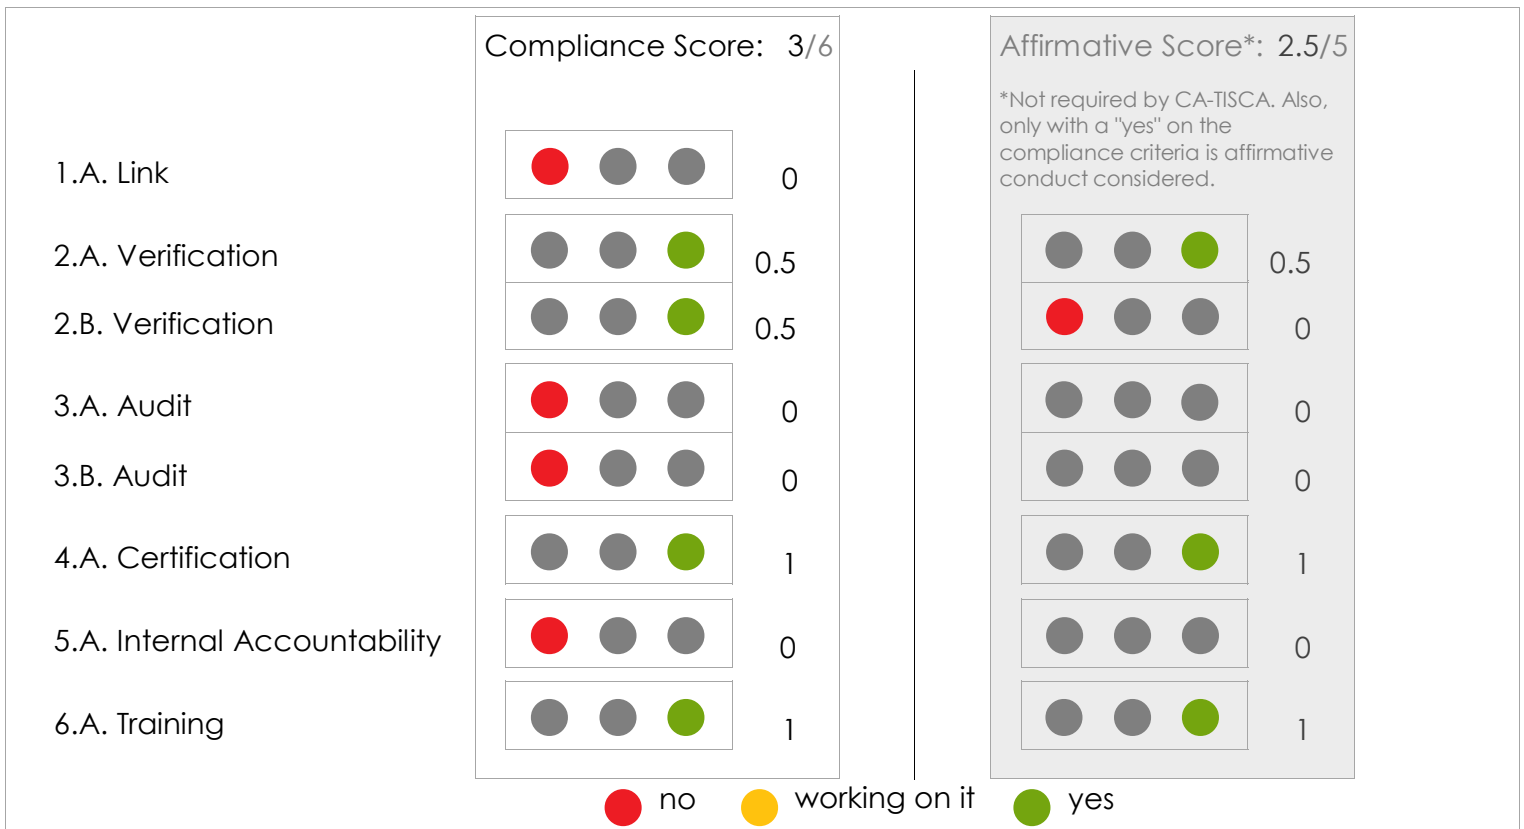 Compliance Score: 3/6
Affirmative Score*: 2.5/5
*Not required by CA-TISCA. Also,
only with a "yes" on the
compliance criteria is affirmative
conduct considered.
1.A. Link 0
2.A. Verification 0.5 0.5
2.B. Verification 0.5 0
3.A. Audit 0 0
3.B. Audit 0 0
4.A. Certification 1 1
5.A. Internal Accountability 0 0
6.A. Training 1 1
no working on it yes